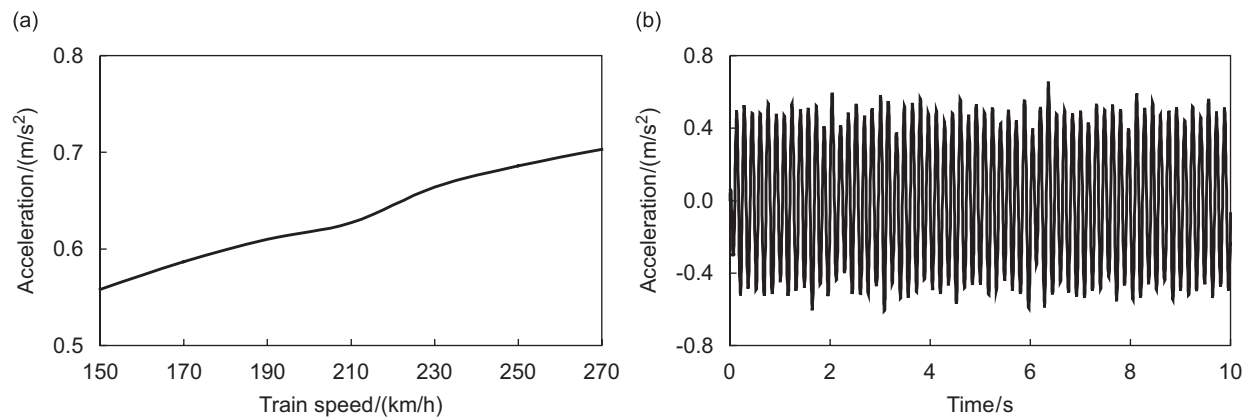 (a)
0.8
0.7
0.6
0.5
Acceleration/(m/s²)
150 170 190 210 230 250 270
Train speed/(km/h)
(b)
0.8
0.4
0.0
-0.4
-0.8
Acceleration/(m/s²)
0 2 4 6 8 10
Time/s